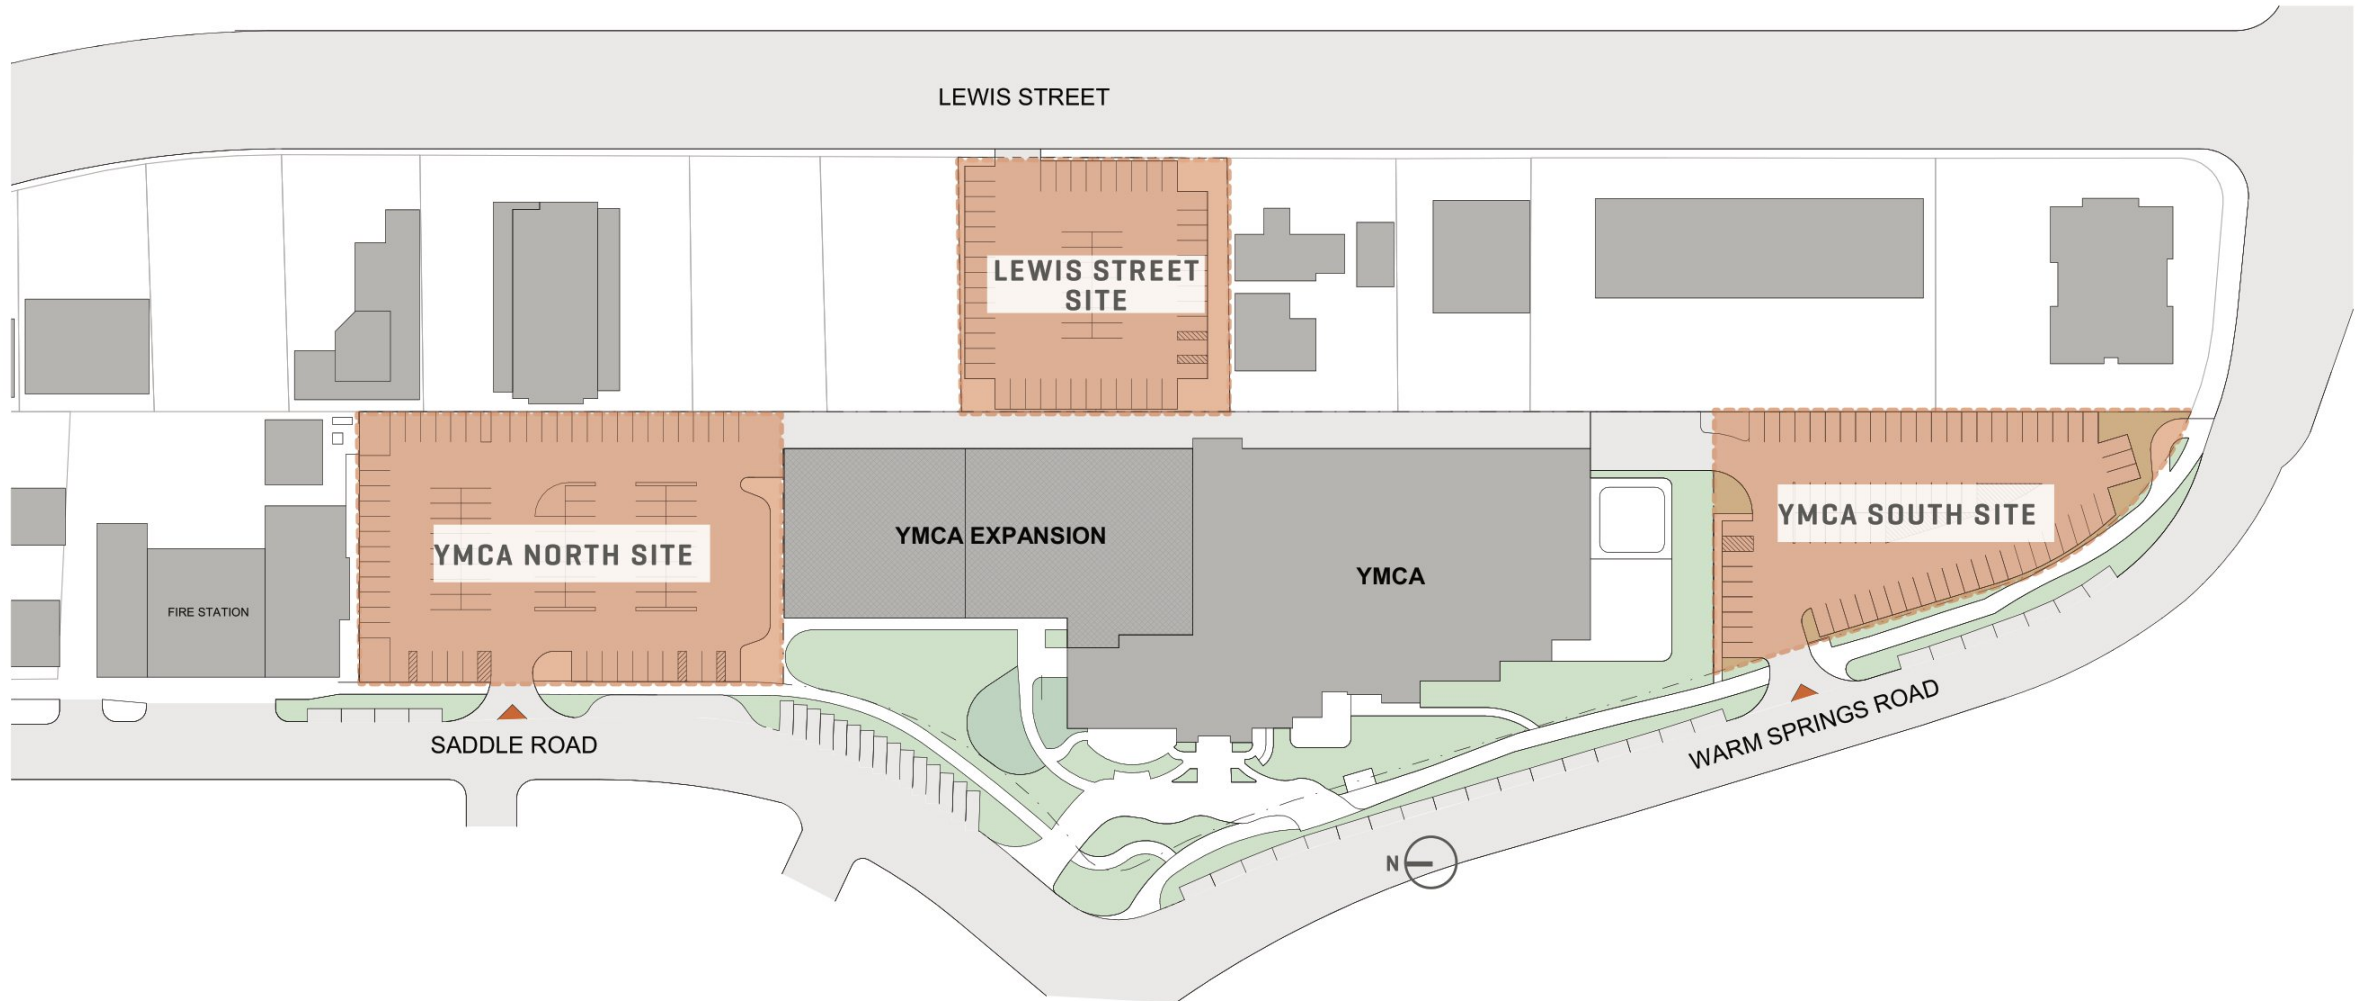 LEWIS STREET
LEWIS STREET
SITE
YMCA EXPANSION
YMCA
YMCA NORTH SITE
YMCA SOUTH SITE
FIRE STATION
SADDLE ROAD
WARM SPRINGS ROAD
N